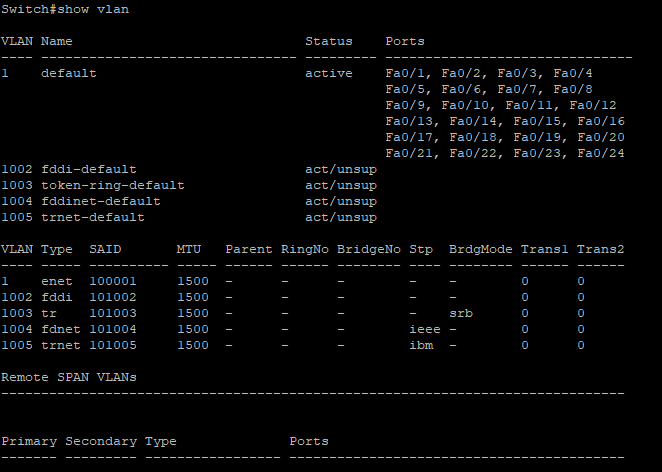 Switch#show vlan
VLAN Name                             Status    Ports
---- -------------------------------- --------- -------------------------------
1    default                          active    Fa0/1, Fa0/2, Fa0/3, Fa0/4
                                                Fa0/5, Fa0/6, Fa0/7, Fa0/8
                                                Fa0/9, Fa0/10, Fa0/11, Fa0/12
                                                Fa0/13, Fa0/14, Fa0/15, Fa0/16
                                                Fa0/17, Fa0/18, Fa0/19, Fa0/20
                                                Fa0/21, Fa0/22, Fa0/23, Fa0/24
1002 fddi-default                     act/unsup
1003 token-ring-default               act/unsup
1004 fddinet-default                  act/unsup
1005 trnet-default                    act/unsup
VLAN Type  SAID       MTU   Parent RingNo BridgeNo Stp  BrdgMode Trans1 Trans2
---- ----- ---------- ----- ------ ------ -------- ---- -------- ------ ------
1    enet  100001     1500  -      -      -        -    -        0      0
1002 fddi  101002     1500  -      -      -        -    -        0      0
1003 tr    101003     1500  -      -      -        -    srb      0      0
1004 fdnet 101004     1500  -      -      -        ieee -        0      0
1005 trnet 101005     1500  -      -      -        ibm  -        0      0
Remote SPAN VLANs
------------------------------------------------------------------------------
Primary Secondary Type              Ports
------- --------- ----------------- ------------------------------------------